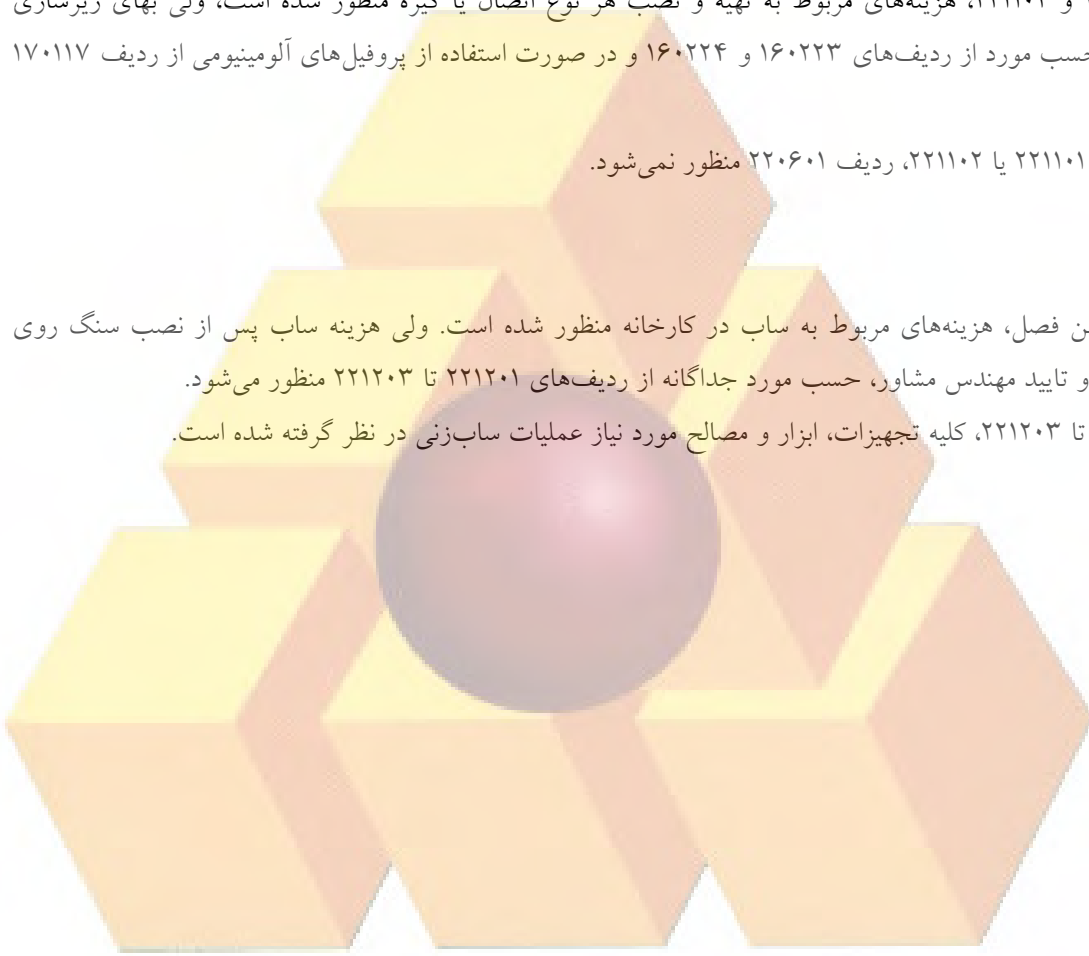 و ۲۲۱۱۰۲، هزینه‌های مربوط به تهیه و نصب هر نوع اتصال یا گیره منظور شده است، ولی بهای زیرسازی
حسب مورد از ردیف‌های ۱۶۰۲۲۳ و ۱۶۰۲۲۴ و در صورت استفاده از پروفیل‌های آلومینیومی از ردیف ۱۷۰۱۱۷
۲۲۱۱۰۱ یا ۲۲۱۱۰۲، ردیف ۲۲۰۶۰۱ منظور نمی‌شود.
ن فصل، هزینه‌های مربوط به ساب در کارخانه منظور شده است. ولی هزینه ساب پس از نصب سنگ روی
و تایید مهندس مشاور، حسب مورد جداگانه از ردیف‌های ۲۲۱۲۰۱ تا ۲۲۱۲۰۳ منظور می‌شود.
تا ۲۲۱۲۰۳، کلیه تجهیزات، ابزار و مصالح مورد نیاز عملیات ساب‌زنی در نظر گرفته شده است.